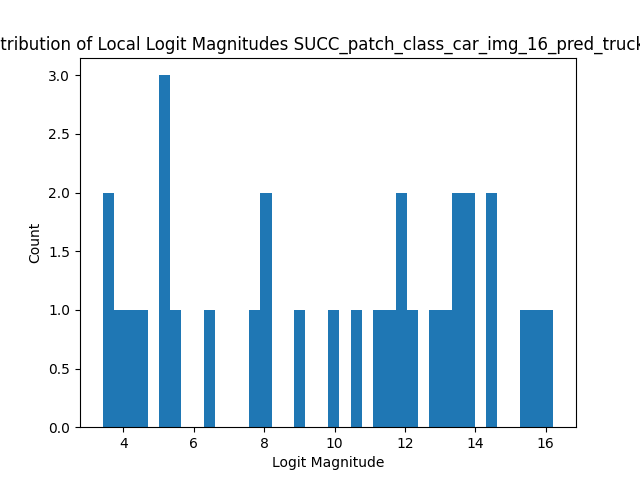 tribution of Local Logit Magnitudes SUCC_patch_class_car_img_16_pred_truck
3.0
2.5
2.0
1.5
1.0
0.5
0.0
Count
4 6 8 10 12 14 16
Logit Magnitude